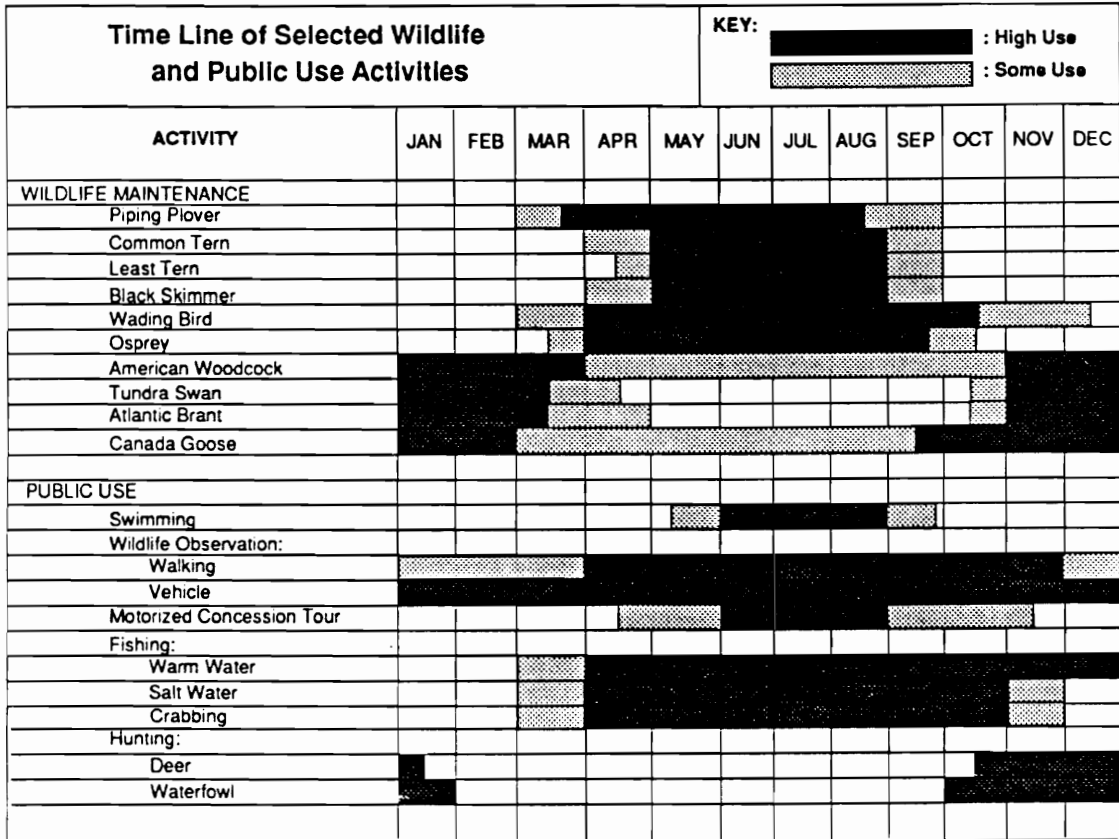 Time Line of Selected Wildlife
and Public Use Activities
KEY:
: High Use
: Some Use
ACTIVITY JAN FEB MAR APR MAY JUN JUL AUG SEP OCT NOV DEC
WILDLIFE MAINTENANCE
Piping Plover
Common Tern
Least Tern
Black Skimmer
Wading Bird
Osprey
American Woodcock
Tundra Swan
Atlantic Brant
Canada Goose
PUBLIC USE
Swimming
Wildlife Observation:
Walking
Vehicle
Motorized Concession Tour
Fishing:
Warm Water
Salt Water
Crabbing
Hunting:
Deer
Waterfowl